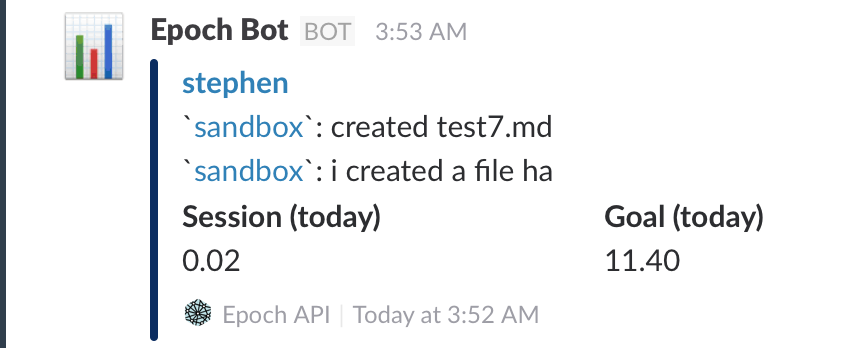 Epoch Bot BOT 3:53 AM
stephen
`sandbox`: created test7.md
`sandbox`: i created a file ha
Session (today) Goal (today)
0.02 11.40
Epoch API | Today at 3:52 AM